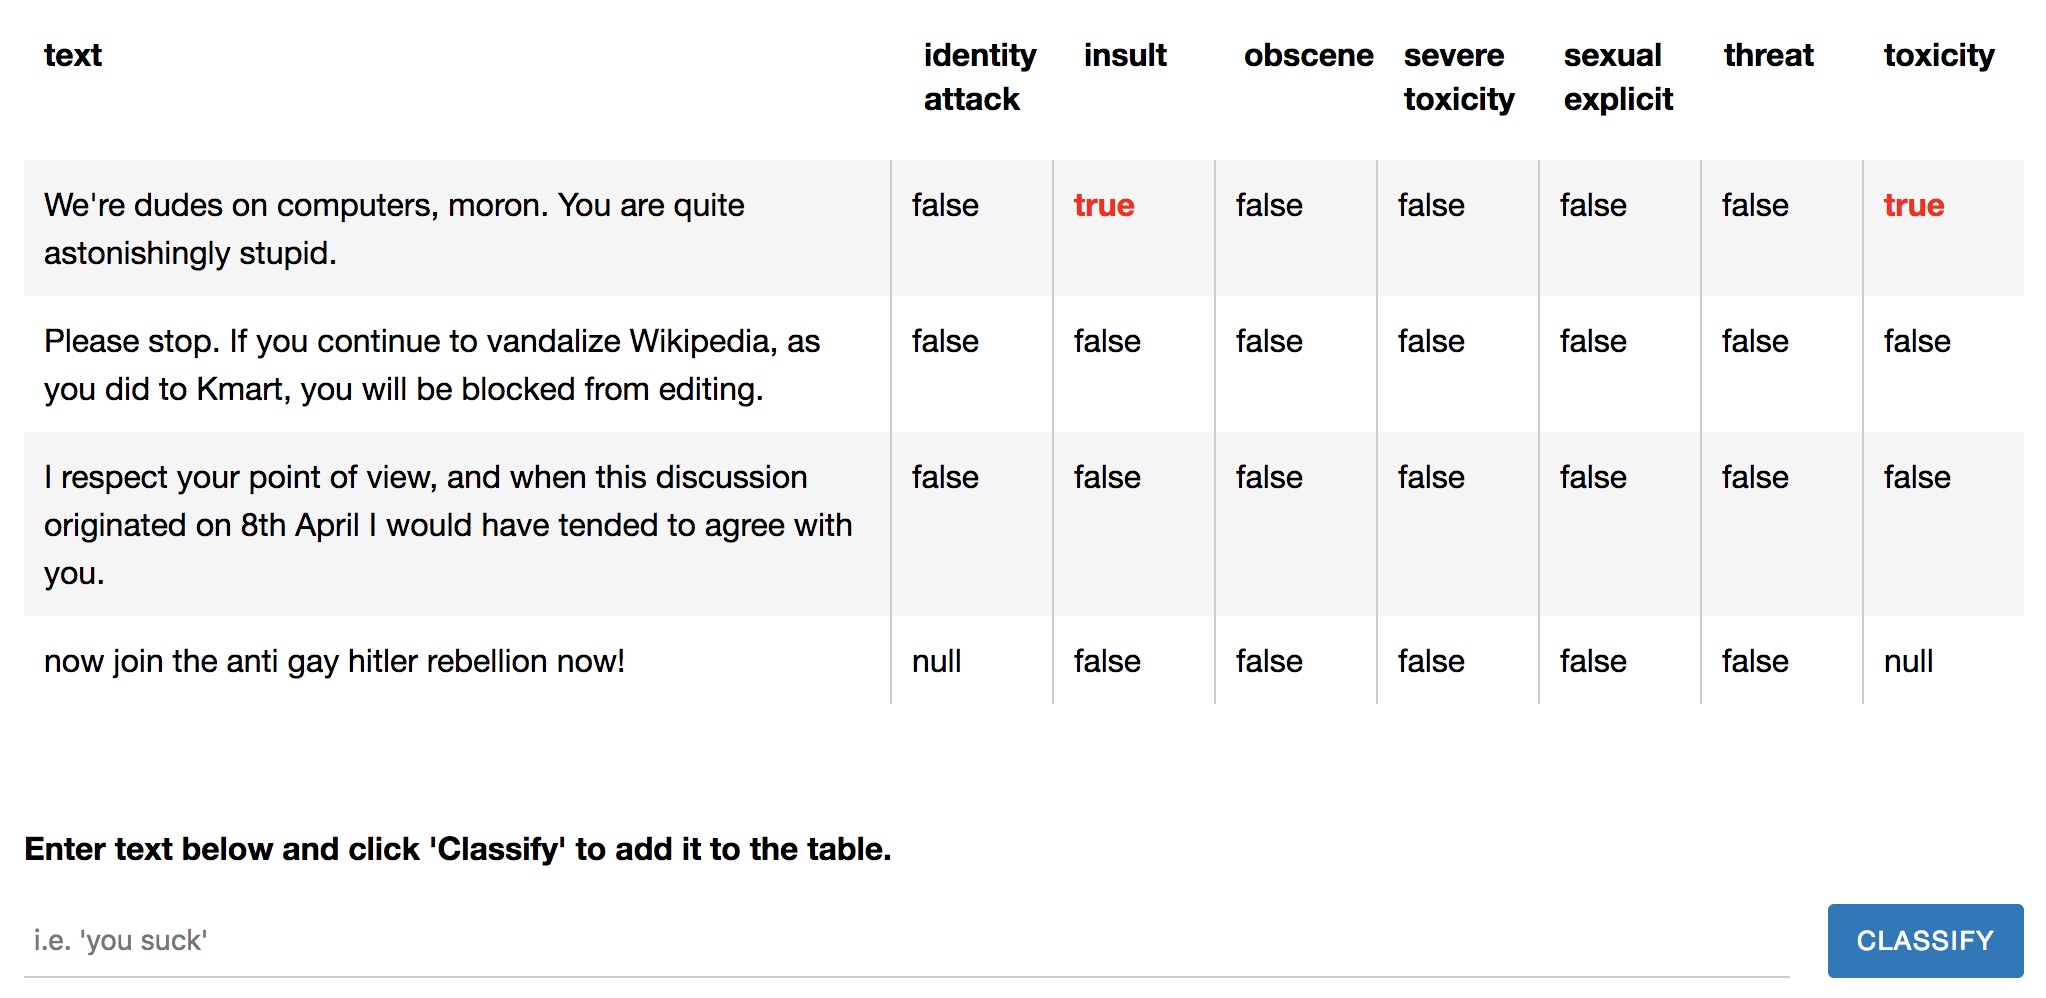 text identity insult obscene severe sexual threat toxicity
attack toxicity explicit
We're dudes on computers, moron. You are quite false true false false false false true
astonishingly stupid.
Please stop. If you continue to vandalize Wikipedia, as false false false false false false false
you did to Kmart, you will be blocked from editing.
I respect your point of view, and when this discussion false false false false false false false
originated on 8th April I would have tended to agree with
you.
now join the anti gay hitler rebellion now! null false false false false false null
Enter text below and click 'Classify' to add it to the table.
i.e. 'you suck' CLASSIFY